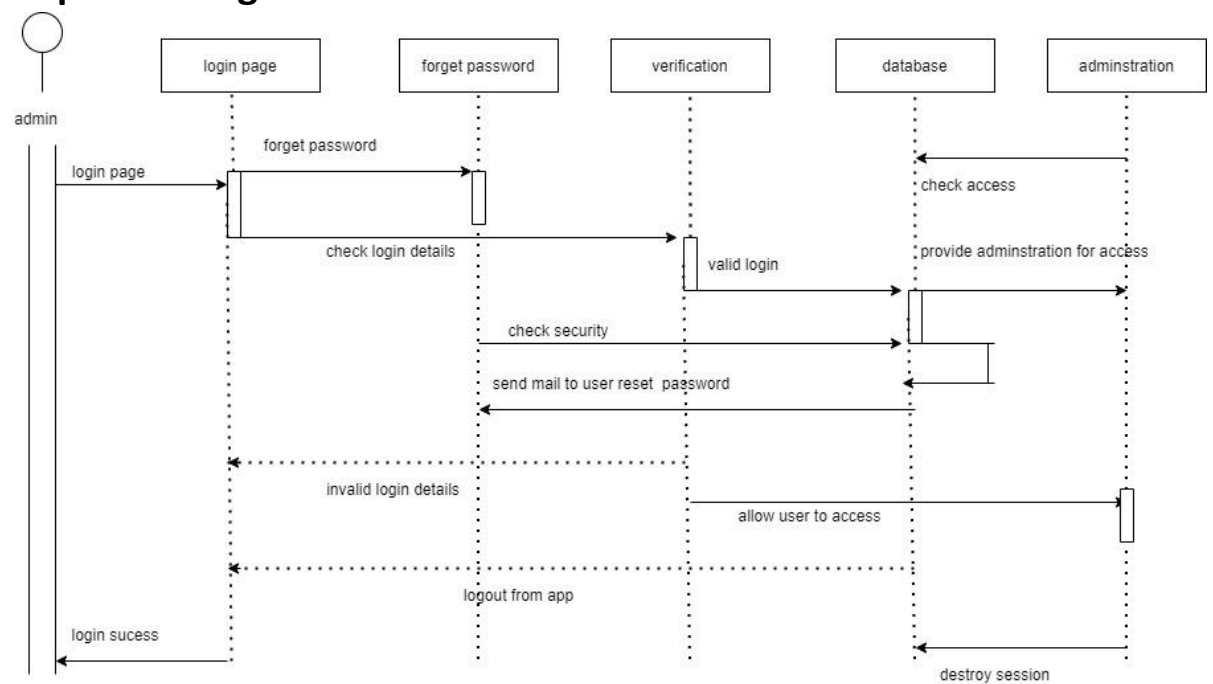 login page
forget password
verification
database
adminstration
admin
forget password
login page
check access
check login details
valid login
provide adminstration for access
check security
send mail to user reset  password
invalid login details
allow user to access
logout from app
login sucess
destroy session